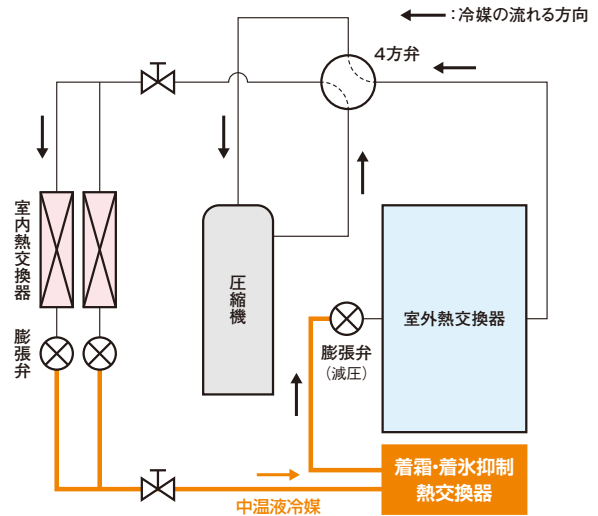 :冷媒の流れる方向
4方弁
室内熱交換器
圧縮機
室外熱交換器
膨張弁
膨張弁
(減圧)
着霜・着氷抑制
熱交換器
中温液冷媒